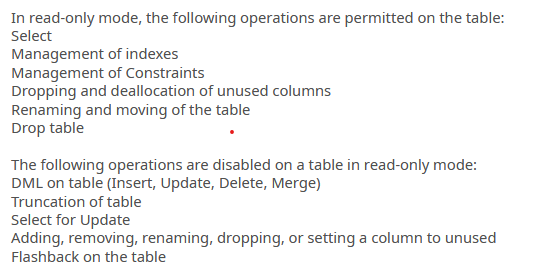 In read-only mode, the following operations are permitted on the table:
Select
Management of indexes
Management of Constraints
Dropping and deallocation of unused columns
Renaming and moving of the table
Drop table
The following operations are disabled on a table in read-only mode:
DML on table (Insert, Update, Delete, Merge)
Truncation of table
Select for Update
Adding, removing, renaming, dropping, or setting a column to unused
Flashback on the table